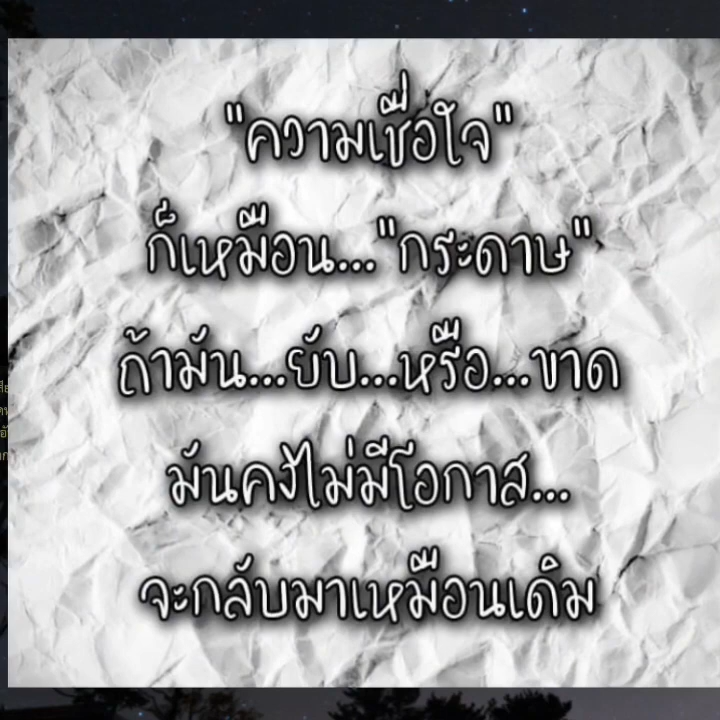 "ความเชื่อใจ"
ก็เหมือน..."กระดาษ"
ถ้ามัน...ยับ...หรือ...ขาด
มันคงไม่มีโอกาส...
จะกลับมาเหมือนเดิม